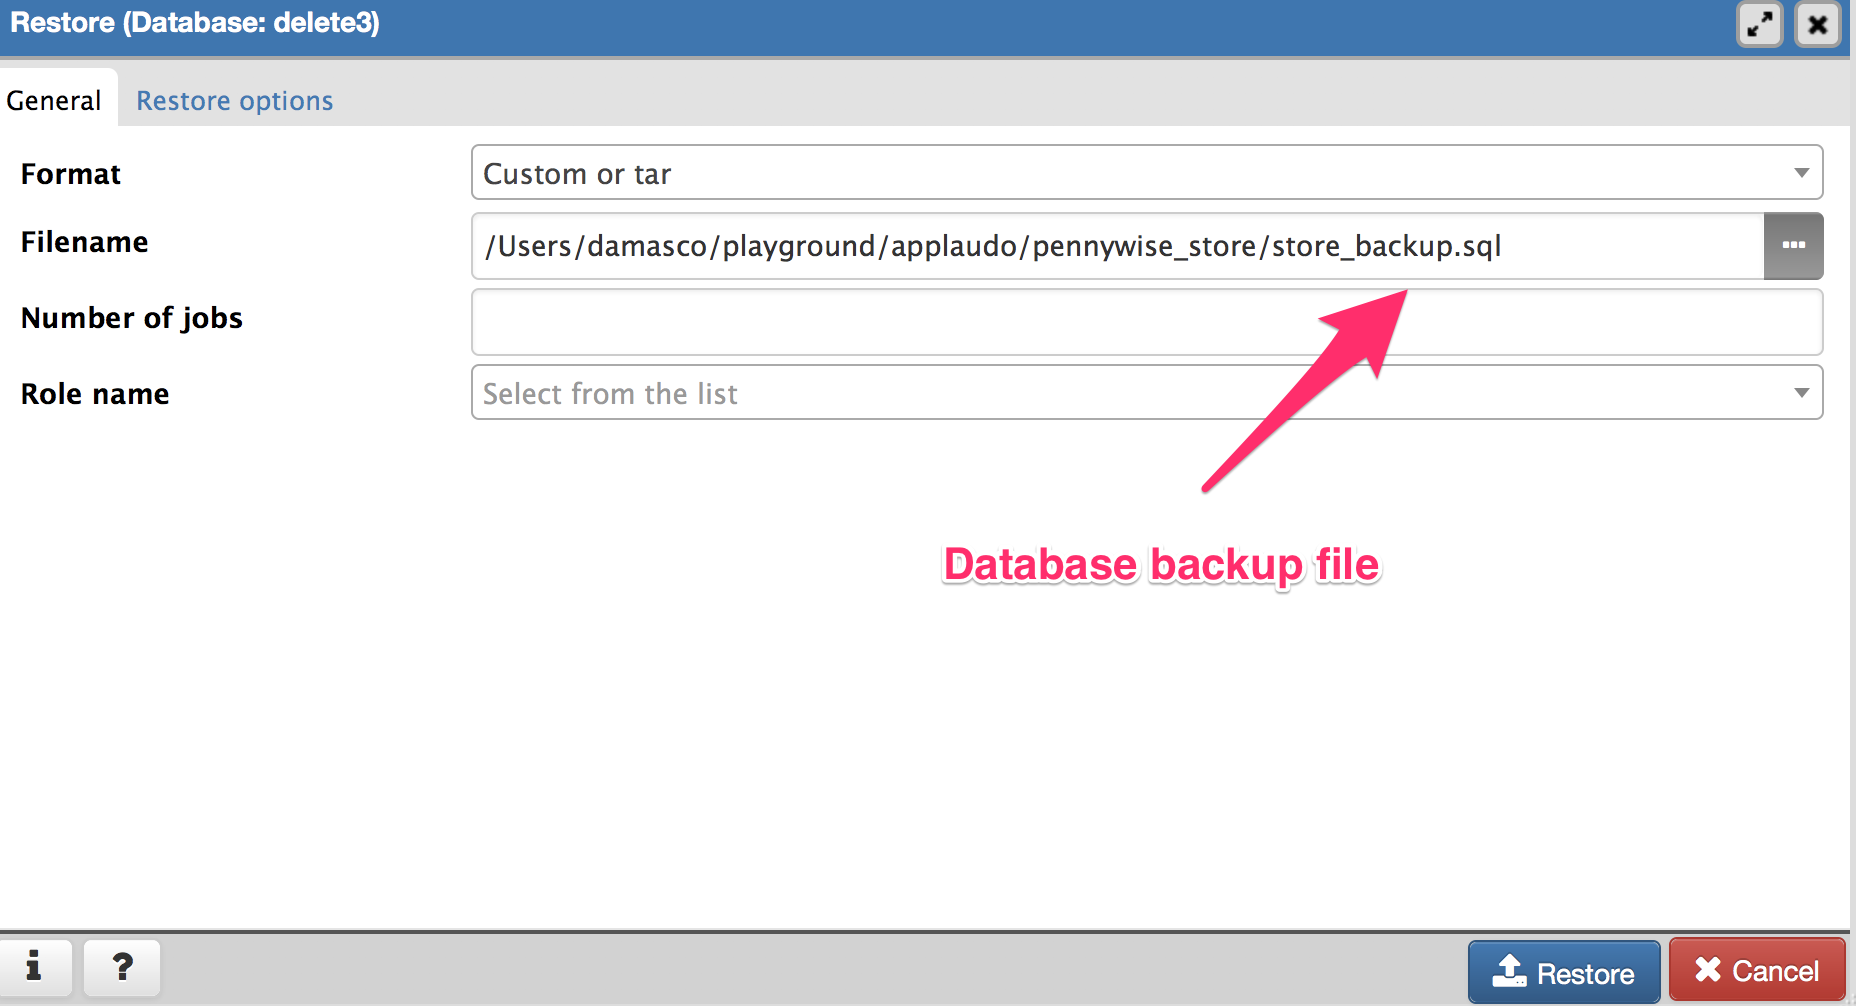 Restore (Database: delete3)
General Restore options
Format Custom or tar
Filename /Users/damasco/playground/applaudo/pennywise_store/store_backup.sql
Number of jobs
Role name Select from the list
Database backup file
i ? Restore Cancel